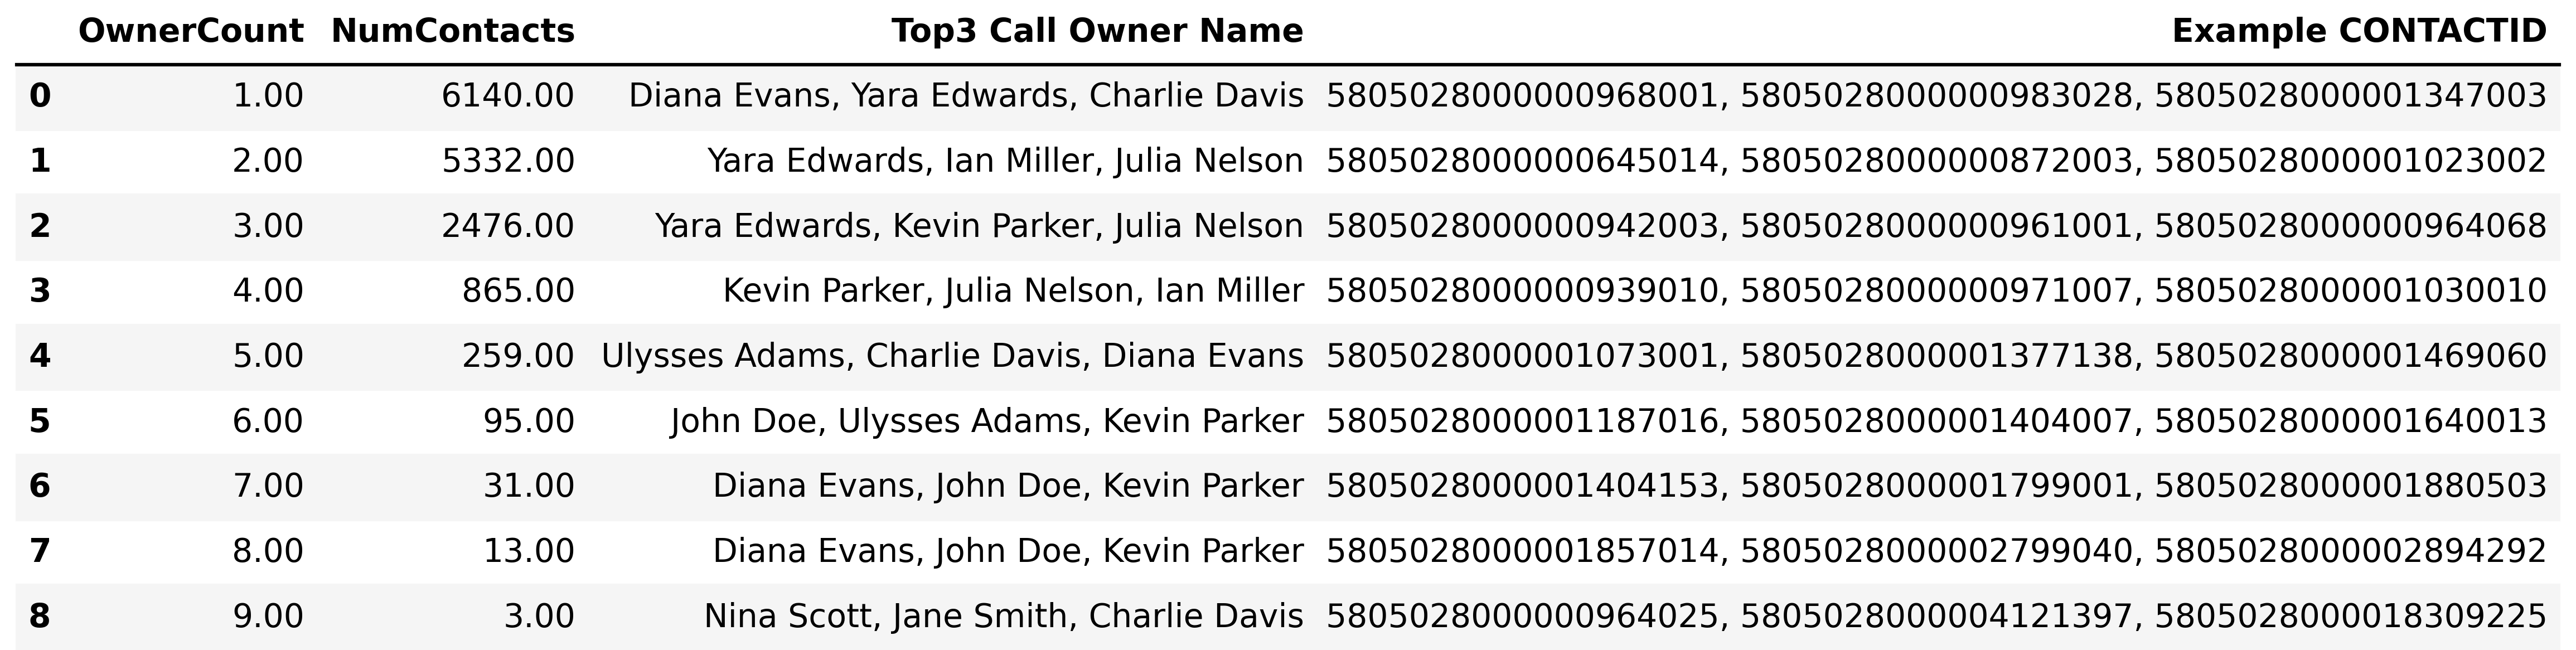 OwnerCount NumContacts Top3 Call Owner Name Example CONTACTID
0 1.00 6140.00 Diana Evans, Yara Edwards, Charlie Davis 5805028000000968001, 5805028000000983028, 5805028000001347003
1 2.00 5332.00 Yara Edwards, Ian Miller, Julia Nelson 5805028000000645014, 5805028000000872003, 5805028000001023002
2 3.00 2476.00 Yara Edwards, Kevin Parker, Julia Nelson 5805028000000942003, 5805028000000961001, 5805028000000964068
3 4.00 865.00 Kevin Parker, Julia Nelson, Ian Miller 5805028000000939010, 5805028000000971007, 5805028000001030010
4 5.00 259.00 Ulysses Adams, Charlie Davis, Diana Evans 5805028000001073001, 5805028000001377138, 5805028000001469060
5 6.00 95.00 John Doe, Ulysses Adams, Kevin Parker 5805028000001187016, 5805028000001404007, 5805028000001640013
6 7.00 31.00 Diana Evans, John Doe, Kevin Parker 5805028000001404153, 5805028000001799001, 5805028000001880503
7 8.00 13.00 Diana Evans, John Doe, Kevin Parker 5805028000001857014, 5805028000002799040, 5805028000002894292
8 9.00 3.00 Nina Scott, Jane Smith, Charlie Davis 5805028000000964025, 5805028000004121397, 5805028000018309225